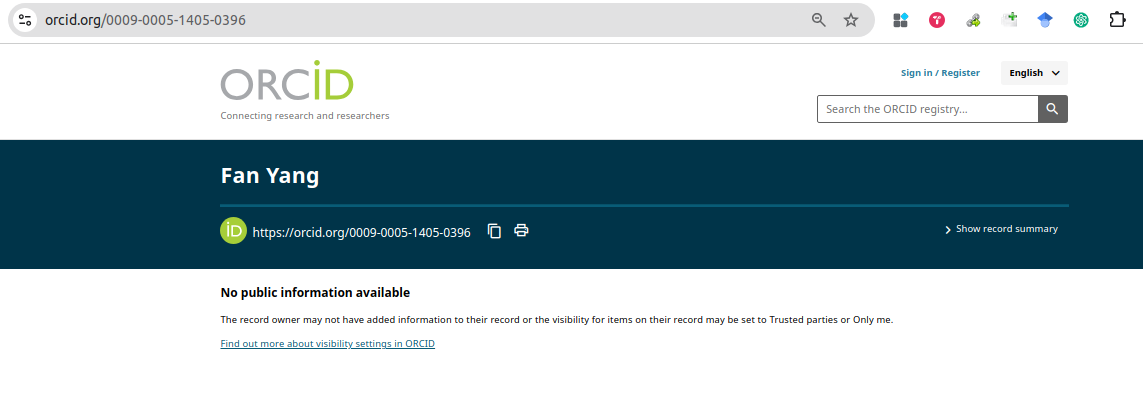 orcid.org/0009-0005-1405-0396
ORCID
Connecting research and researchers
Sign in / Register
English
Search the ORCID registry...
Fan Yang
iD https://orcid.org/0009-0005-1405-0396
Show record summary
No public information available
The record owner may not have added information to their record or the visibility for items on their record may be set to Trusted parties or Only me.
Find out more about visibility settings in ORCID